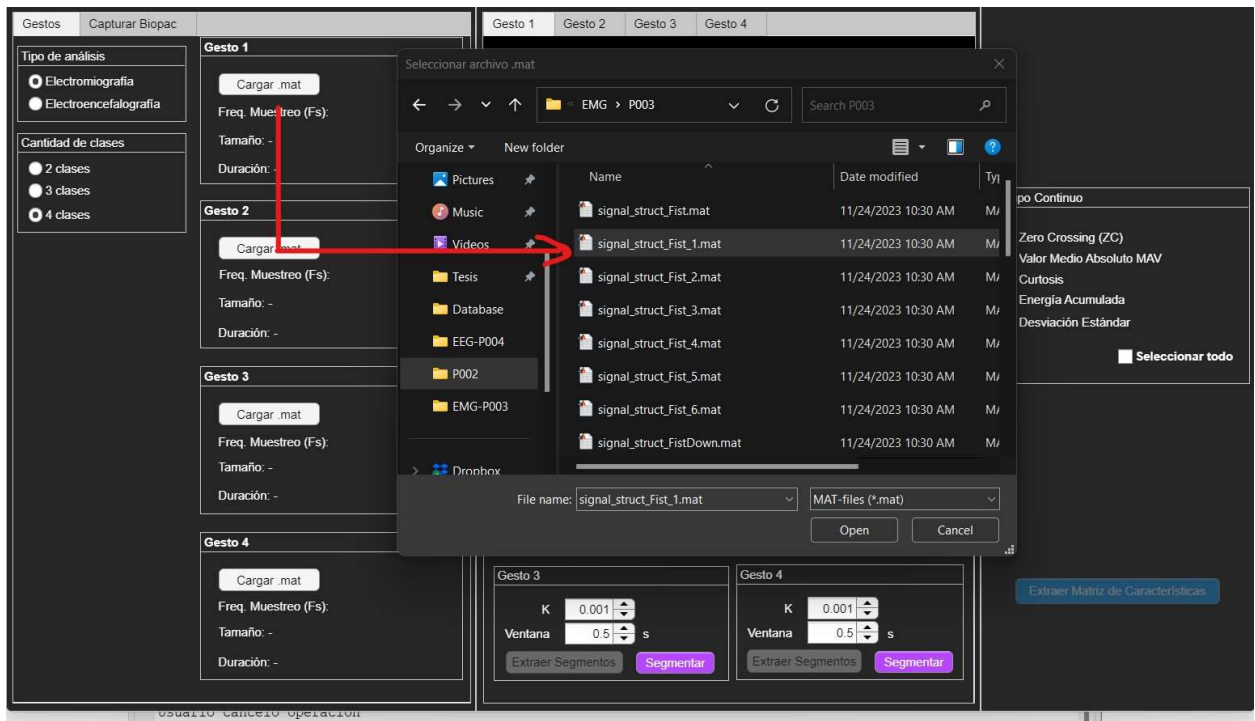 Gestos
Capturar Biopac
Tipo de análisis
Electromiografía
Electroencefalografía
Cantidad de clases
2 clases
3 clases
4 clases
Gesto 1
Cargar .mat
Freq. Muestreo (Fs):
Tamaño: -
Duración: -
Gesto 2
Cargar .mat
Freq. Muestreo (Fs):
Tamaño: -
Duración: -
Gesto 3
Cargar .mat
Freq. Muestreo (Fs):
Tamaño: -
Duración: -
Gesto 4
Cargar .mat
Freq. Muestreo (Fs):
Tamaño: -
Duración: -
Gesto 1 Gesto 2 Gesto 3 Gesto 4
Seleccionar archivo .mat
« EMG › P003
Search P003
Organize
New folder
Pictures
Music
Videos
Tesis
Database
EEG-P004
P002
EMG-P003
Dropbox
Name Date modified Ty
signal_struct_Fist.mat 11/24/2023 10:30 AM
signal_struct_Fist_1.mat 11/24/2023 10:30 AM
signal_struct_Fist_2.mat 11/24/2023 10:30 AM
signal_struct_Fist_3.mat 11/24/2023 10:30 AM
signal_struct_Fist_4.mat 11/24/2023 10:30 AM
signal_struct_Fist_5.mat 11/24/2023 10:30 AM
signal_struct_Fist_6.mat 11/24/2023 10:30 AM
signal_struct_FistDown.mat 11/24/2023 10:30 AM
File name: signal_struct_Fist_1.mat
MAT-files (*.mat)
Open Cancel
Gesto 3
K 0.001
Ventana 0.5 s
Extraer Segmentos Segmentar
Gesto 4
K 0.001
Ventana 0.5 s
Extraer Segmentos Segmentar
po Continuo
Zero Crossing (ZC)
Valor Medio Absoluto MAV
Curtosis
Energía Acumulada
Desviación Estándar
Seleccionar todo
Extraer Matriz de Características
Usuario canceló operación